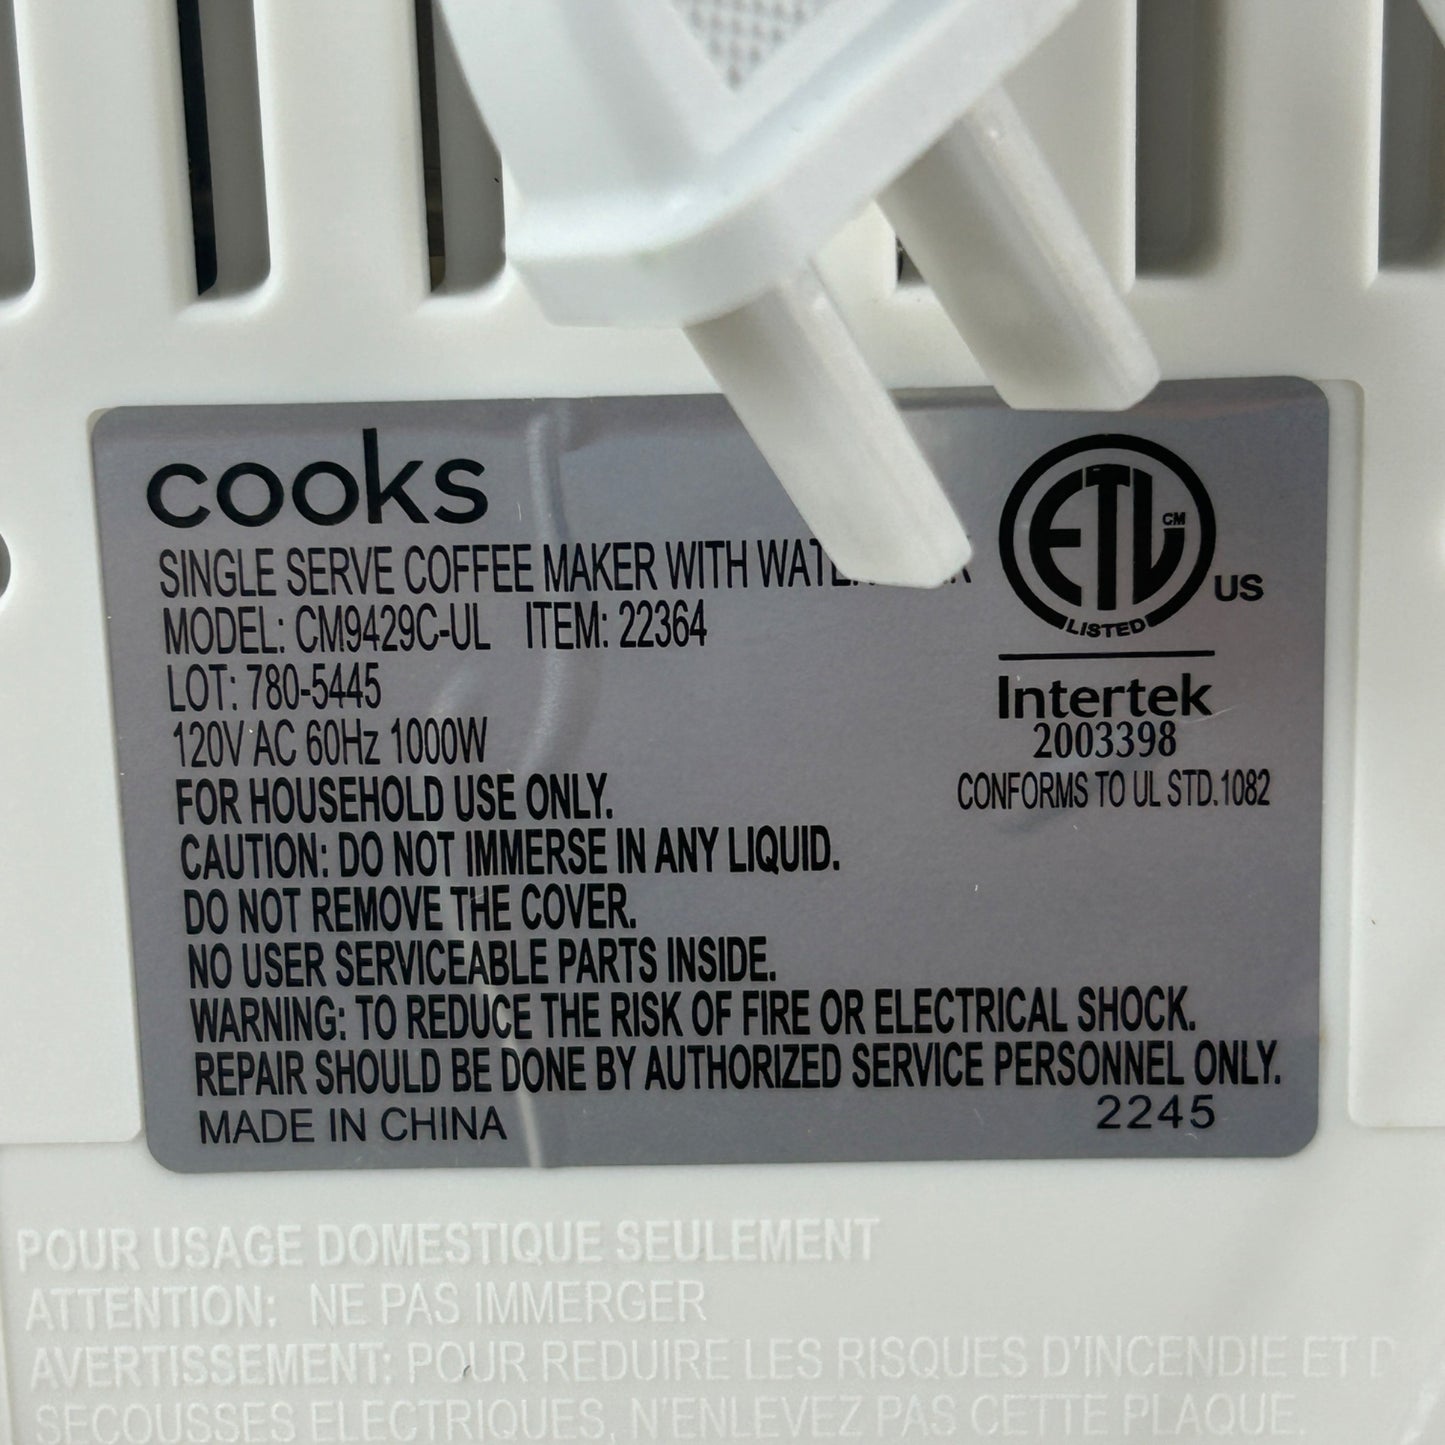 cooks
SINGLE SERVE COFFEE MAKER WITH
MODEL: CM9429C-UL ITEM: 22364
LOT: 780-5445
120V AC 60Hz 1000W
FOR HOUSEHOLD USE ONLY.
CAUTION: DO NOT IMMERSE IN ANY LIQUID.
DO NOT REMOVE THE COVER.
NO USER SERVICEABLE PARTS INSIDE.
WARNING: TO REDUCE THE RISK OF FIRE OR ELECTRICAL SHOCK.
REPAIR SHOULD BE DONE BY AUTHORIZED SERVICE PERSONNEL ONLY.
MADE IN CHINA
2245
ETL CM
LISTED
US
Intertek
2003398
CONFORMS TO UL STD.1082
POUR USAGE DOMESTIQUE SEULEMENT
ATTENTION: NE PAS IMMERGER
AVERTISSEMENT: POUR REDUIRE LES RISQUES D'INCENDIE ET
SECOUSSES ELECTRIQUES, N'ENLEVEZ PAS CETTE PLAQUE.